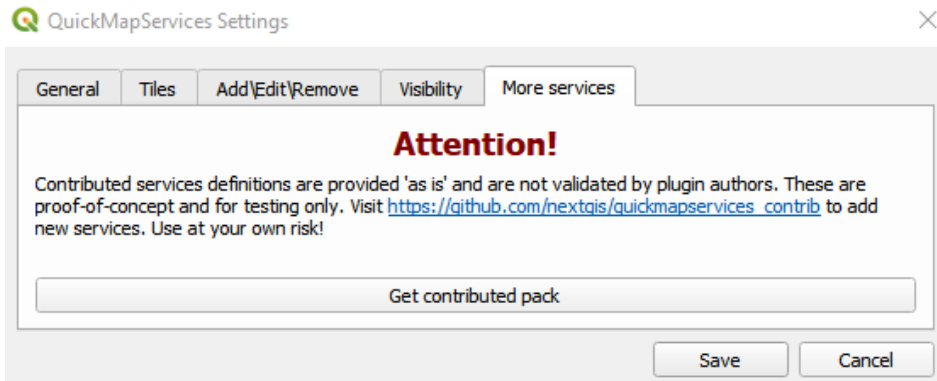 QuickMapServices Settings
General Tiles Add\Edit\Remove Visibility More services
Attention!
Contributed services definitions are provided 'as is' and are not validated by plugin authors. These are
proof-of-concept and for testing only. Visit https://github.com/nextgis/quickmapservices_contrib to add
new services. Use at your own risk!
Get contributed pack
Save Cancel